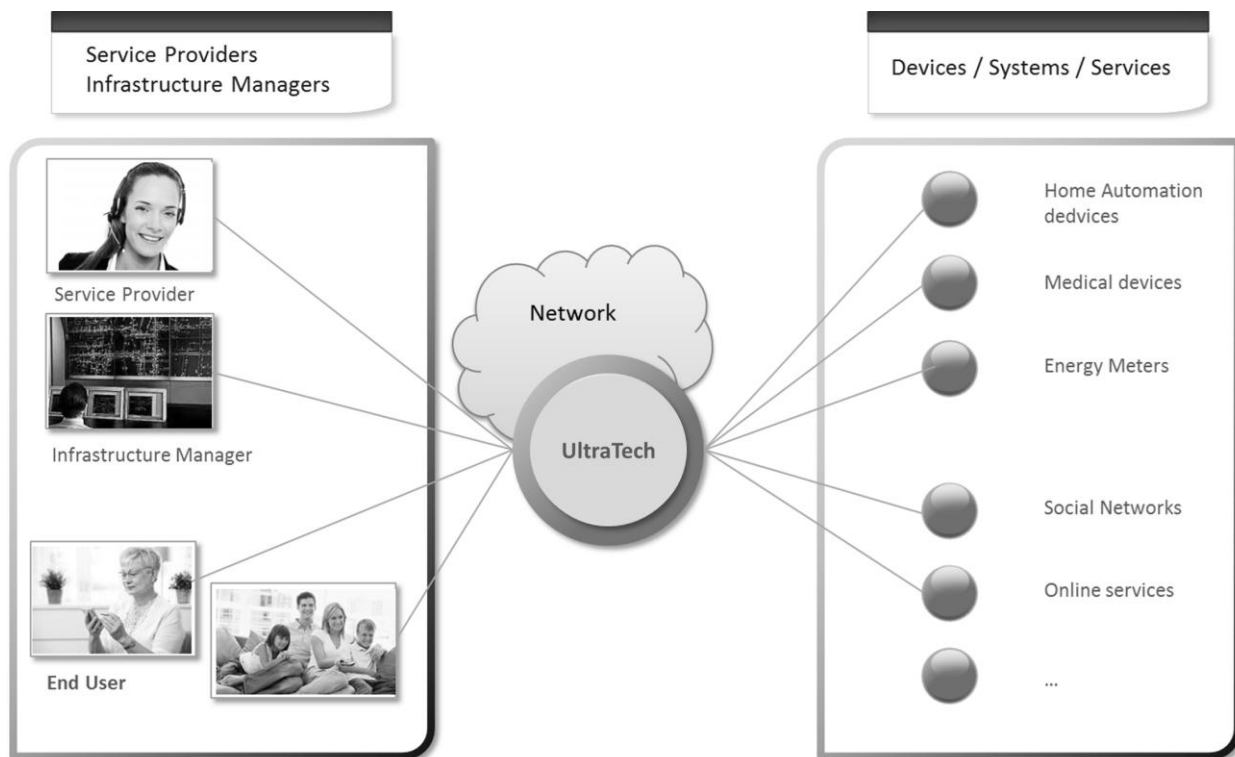 Service Providers
Infrastructure Managers
Service Provider
Infrastructure Manager
End User
Network
UltraTech
Devices / Systems / Services
Home Automation
dedvices
Medical devices
Energy Meters
Social Networks
Online services
...